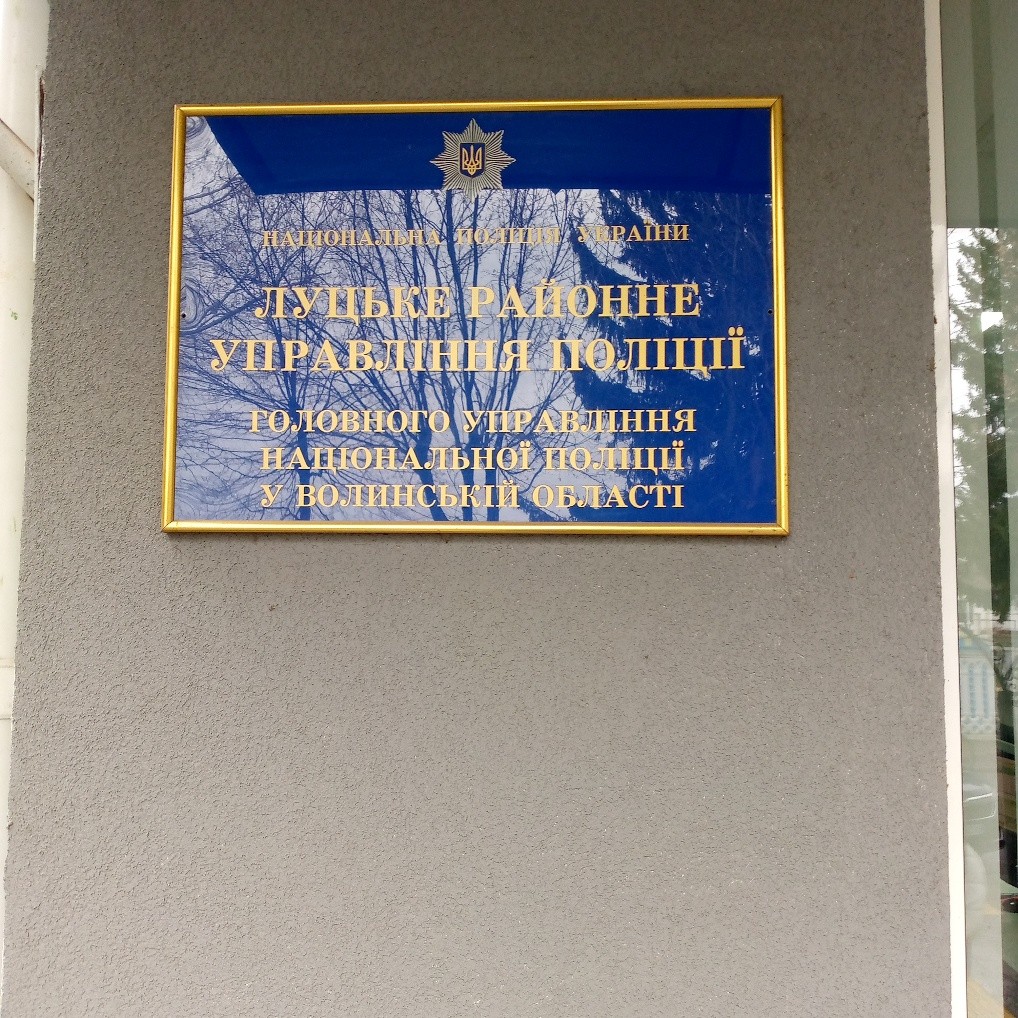 НАЦІОНАЛЬНА ПОЛІЦІЯ УКРАЇНИ
ЛУЦЬКЕ РАЙОННЕ
УПРАВЛІННЯ ПОЛІЦІЇ
ГОЛОВНОГО УПРАВЛІННЯ
НАЦІОНАЛЬНОЇ ПОЛІЦІЇ
У ВОЛИНСЬКІЙ ОБЛАСТІ